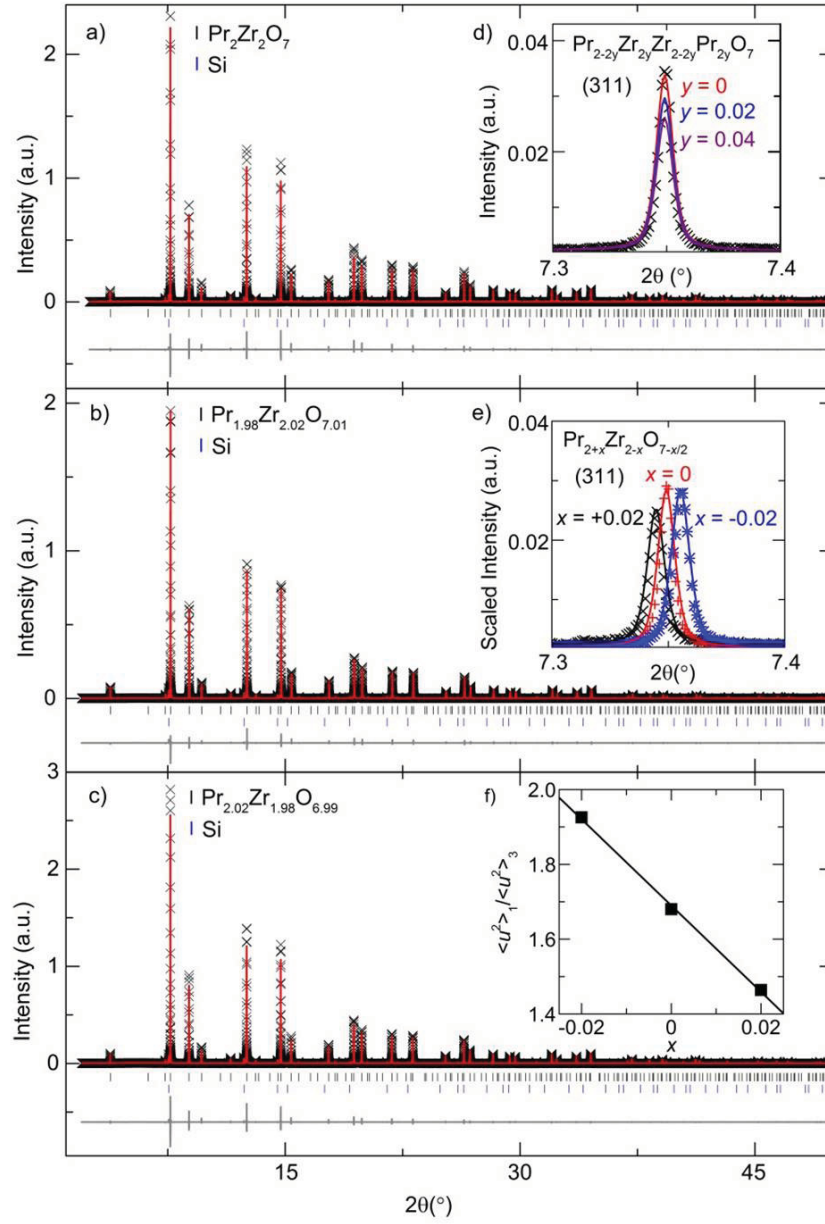 a)
Pr2Zr2O7
Si
Intensity (a.u.)
2
1
0
d)
Pr2-2yZr2yZr2-2yPr2yO7
(311)
y = 0
y = 0.02
y = 0.04
Intensity (a.u.)
0.04
0.02
7.3
2θ (°)
7.4
b)
Pr1.98Zr2.02O7.01
Si
Intensity (a.u.)
2
1
0
e)
Pr2+xZr2-xO7-x/2
(311)
x = 0
x = +0.02
x = -0.02
Scaled Intensity (a.u.)
0.04
0.02
7.3
2θ(°)
7.4
c)
Pr2.02Zr1.98O6.99
Si
Intensity (a.u.)
3
2
1
0
f)
<u2>1/<u2>3
2.0
1.8
1.6
1.4
-0.02
0
0.02
x
15
30
45
2θ(°)